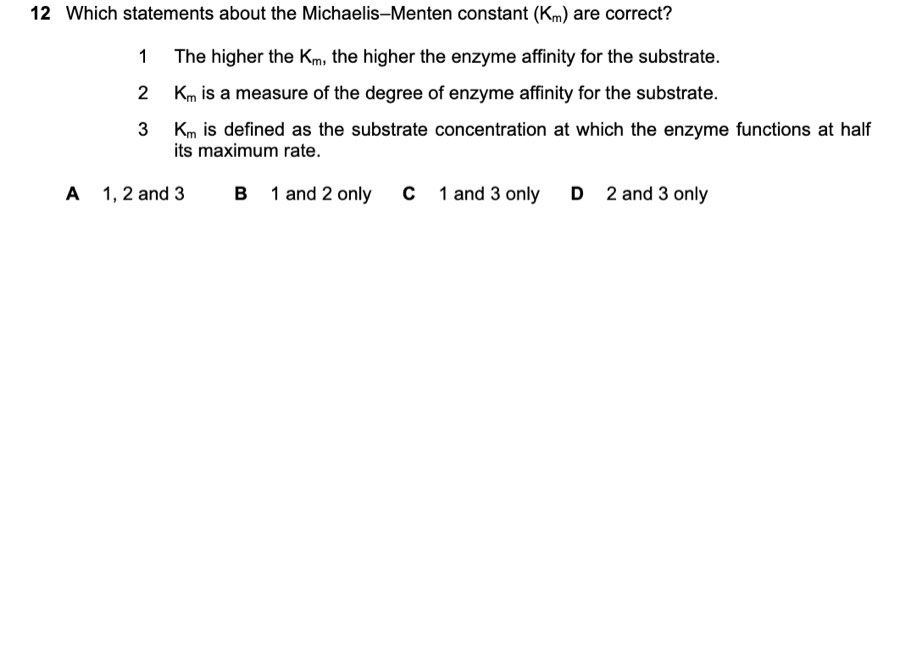 12 Which statements about the Michaelis–Menten constant (Km) are correct?
1 The higher the Km, the higher the enzyme affinity for the substrate.
2 Km is a measure of the degree of enzyme affinity for the substrate.
3 Km is defined as the substrate concentration at which the enzyme functions at half
its maximum rate.
A 1, 2 and 3 B 1 and 2 only C 1 and 3 only D 2 and 3 only